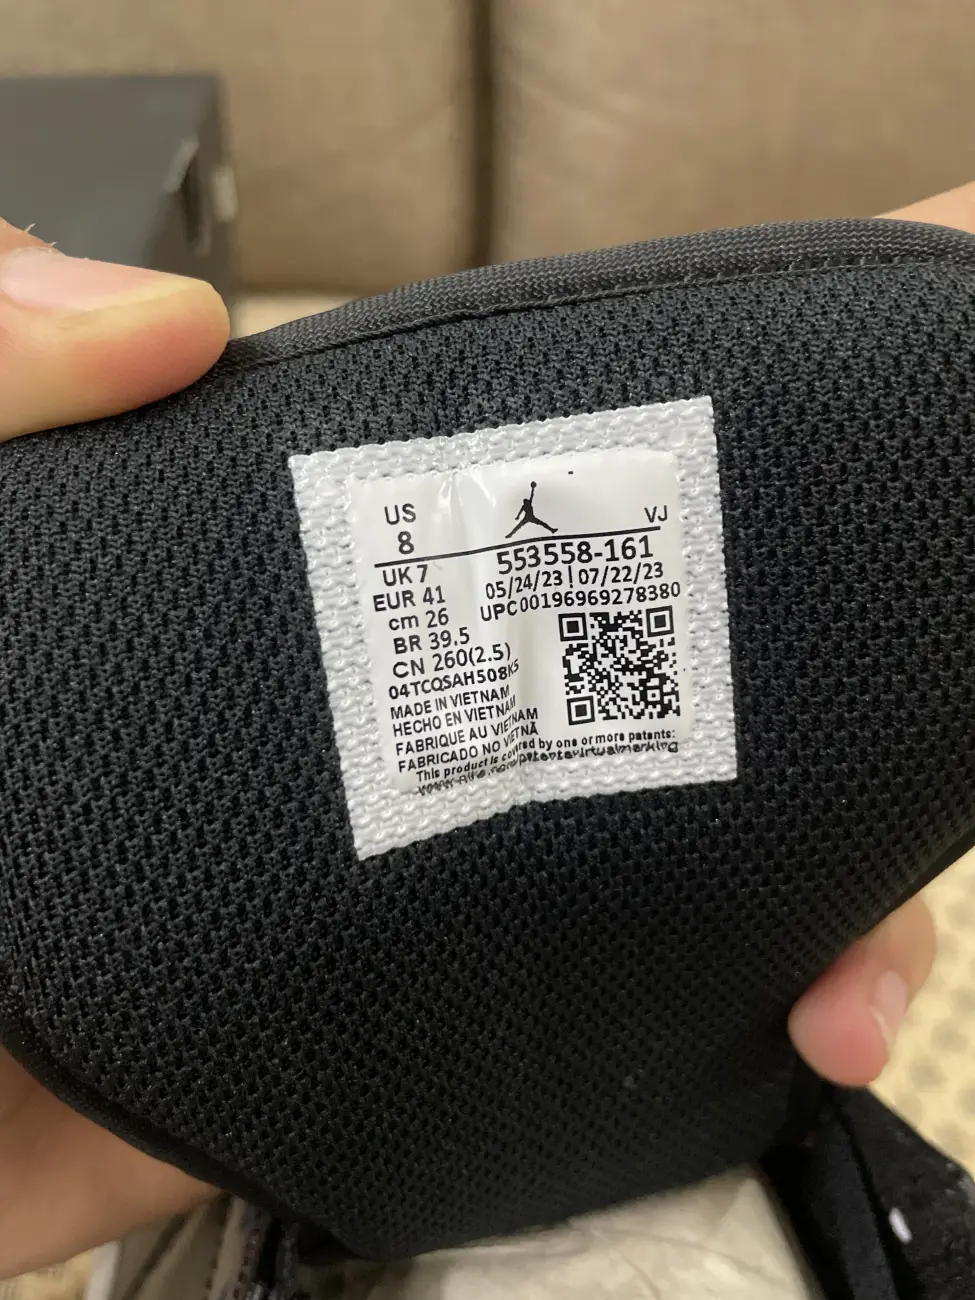 US
8
VJ
553558-161
UK 7
05/24/23 | 07/22/23
EUR 41
UPC00196969278380
cm 26
BR 39.5
CN 260(2.5)
04TCQSAH508K5
MADE IN VIETNAM
HECHO EN VIETNAM
FABRIQUE AU VIETNAM
FABRICADO NO VIETNÃ
This product is covered by one or more patents: